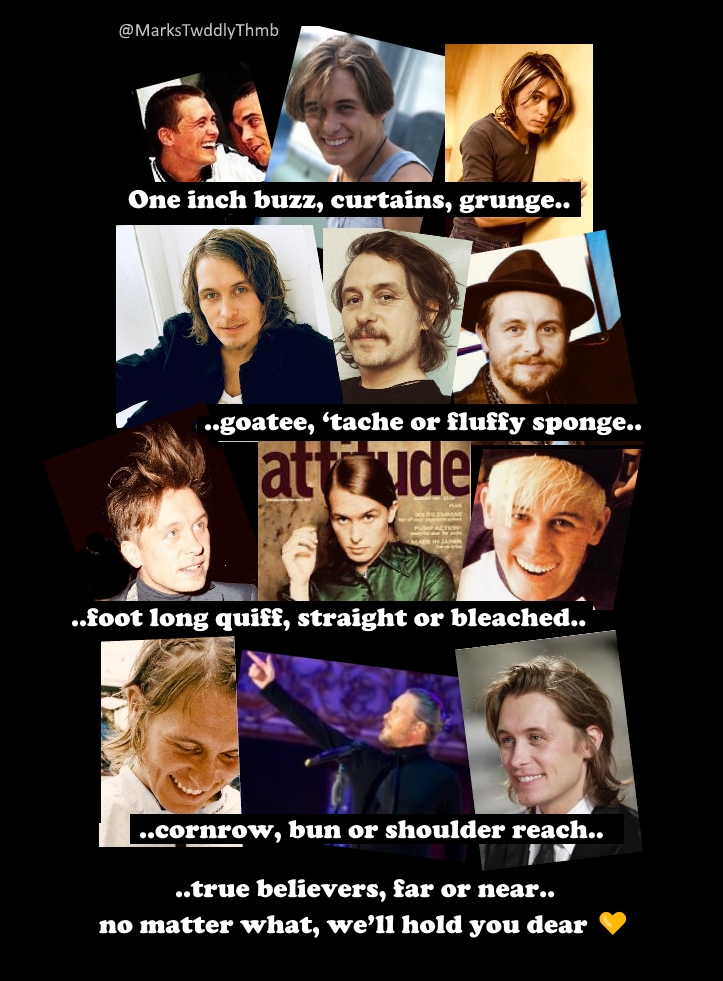 @MarksTwddlyThmb
One inch buzz, curtains, grunge..
..goatee, ‘tache or fluffy sponge..
attitude
..foot long quiff, straight or bleached..
..cornrow, bun or shoulder reach..
..true believers, far or near..
no matter what, we’ll hold you dear 💛